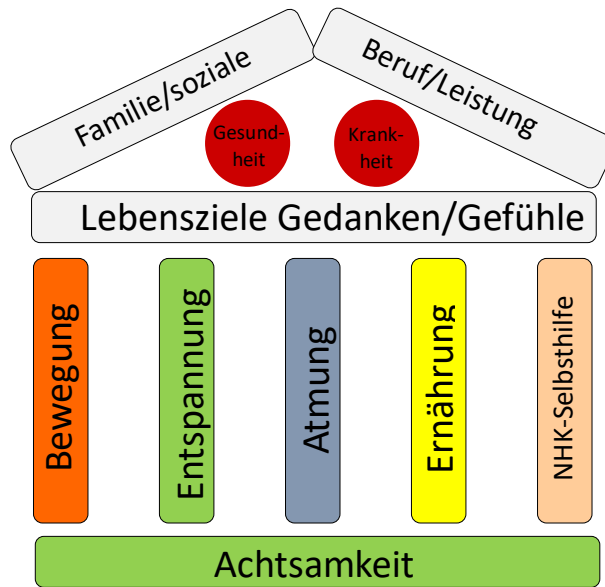 Familie/soziale
Beruf/Leistung
Gesund-
heit
Krank-
heit
Lebensziele Gedanken/Gefühle
Bewegung
Entspannung
Atmung
Ernährung
NHK-Selbsthilfe
Achtsamkeit